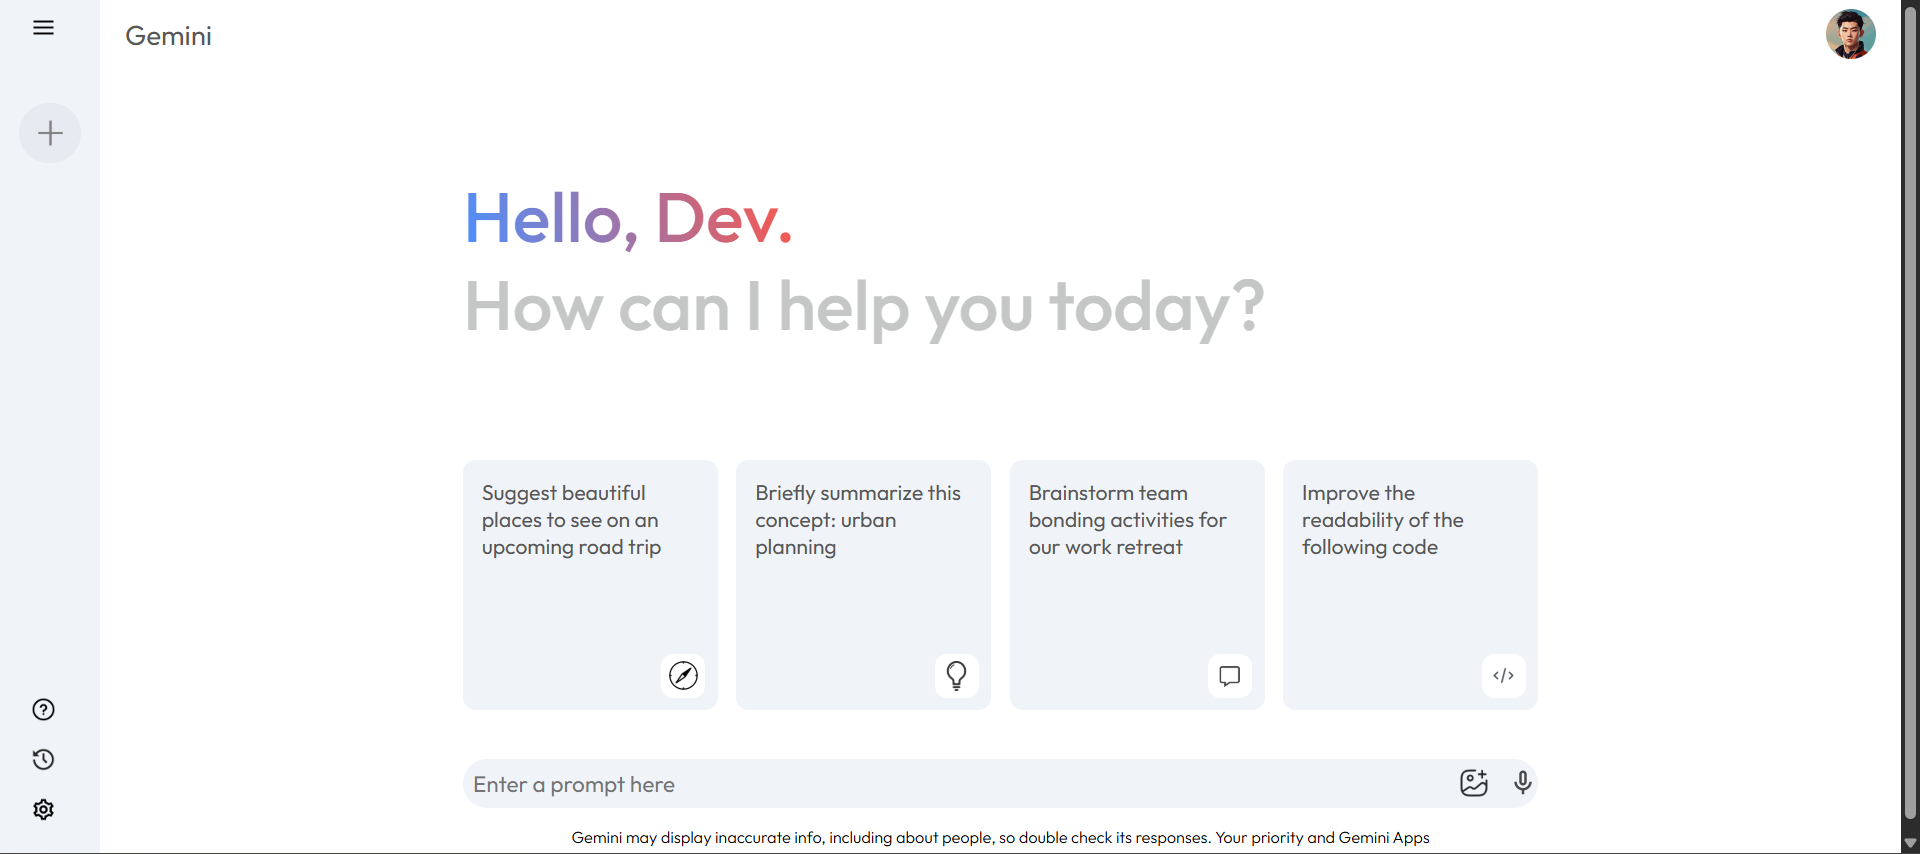 Gemini
Hello, Dev.
How can I help you today?
Suggest beautiful
places to see on an
upcoming road trip
Briefly summarize this
concept: urban
planning
Brainstorm team
bonding activities for
our work retreat
Improve the
readability of the
following code
Enter a prompt here
Gemini may display inaccurate info, including about people, so double check its responses. Your priority and Gemini Apps